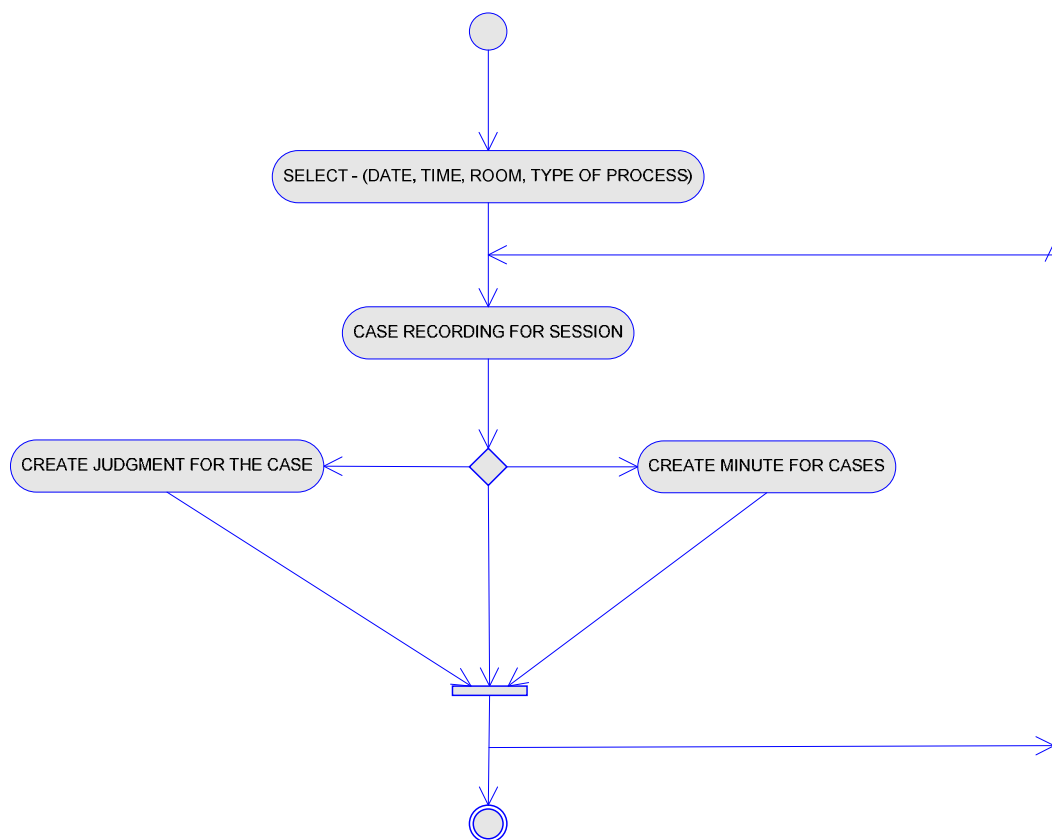 SELECT - (DATE, TIME, ROOM, TYPE OF PROCESS)
CASE RECORDING FOR SESSION
CREATE JUDGMENT FOR THE CASE
CREATE MINUTE FOR CASES